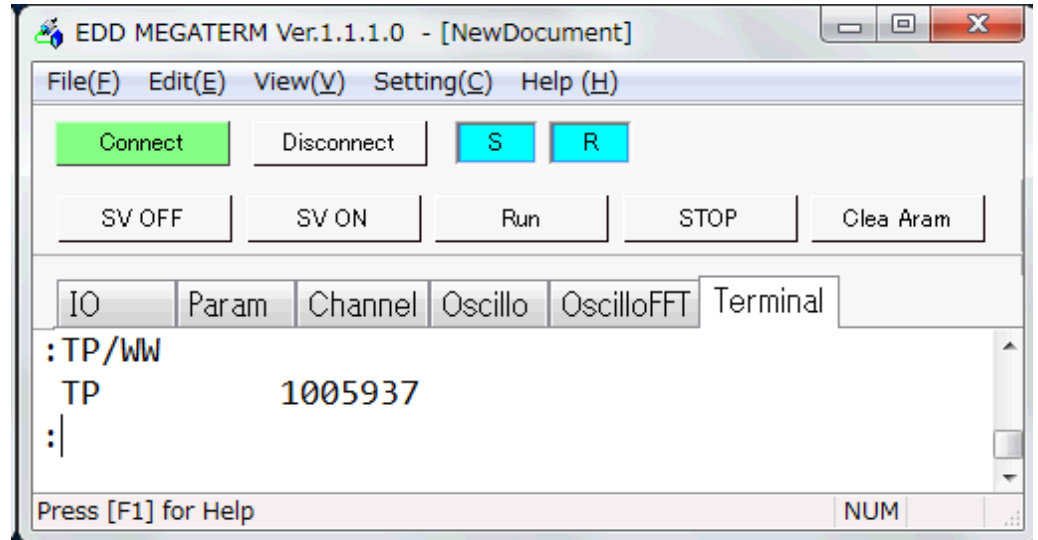 EDD MEGATERM Ver.1.1.1.0 - [NewDocument]
File(F) Edit(E) View(V) Setting(C) Help (H)
Connect Disconnect S R
SV OFF SV ON Run STOP Clea Aram
IO Param Channel Oscillo OscilloFFT Terminal
:TP/WW
TP 1005937
:
Press [F1] for Help NUM